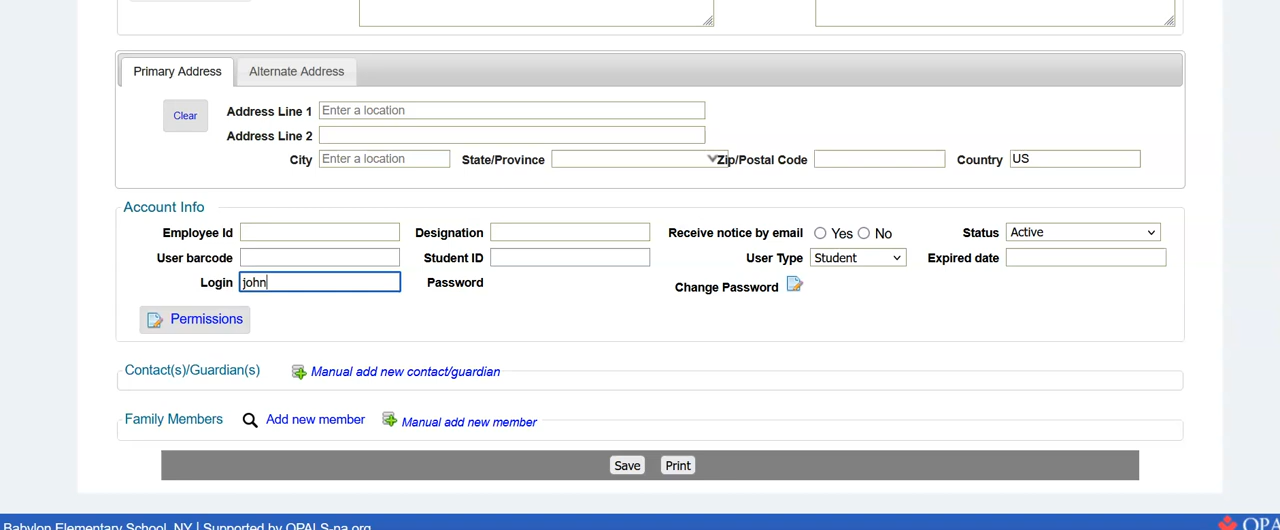 Primary Address Alternate Address
Clear Address Line 1 Enter a location
Address Line 2
City Enter a location State/Province Zip/Postal Code Country US
Account Info
Employee Id Designation Receive notice by email Yes No Status Active
User barcode Student ID User Type Student Expired date
Login john Password Change Password
Permissions
Contact(s)/Guardian(s) Manual add new contact/guardian
Family Members Add new member Manual add new member
Save Print
Babylon Elementary School, NY | Supported by OPALS-na.org